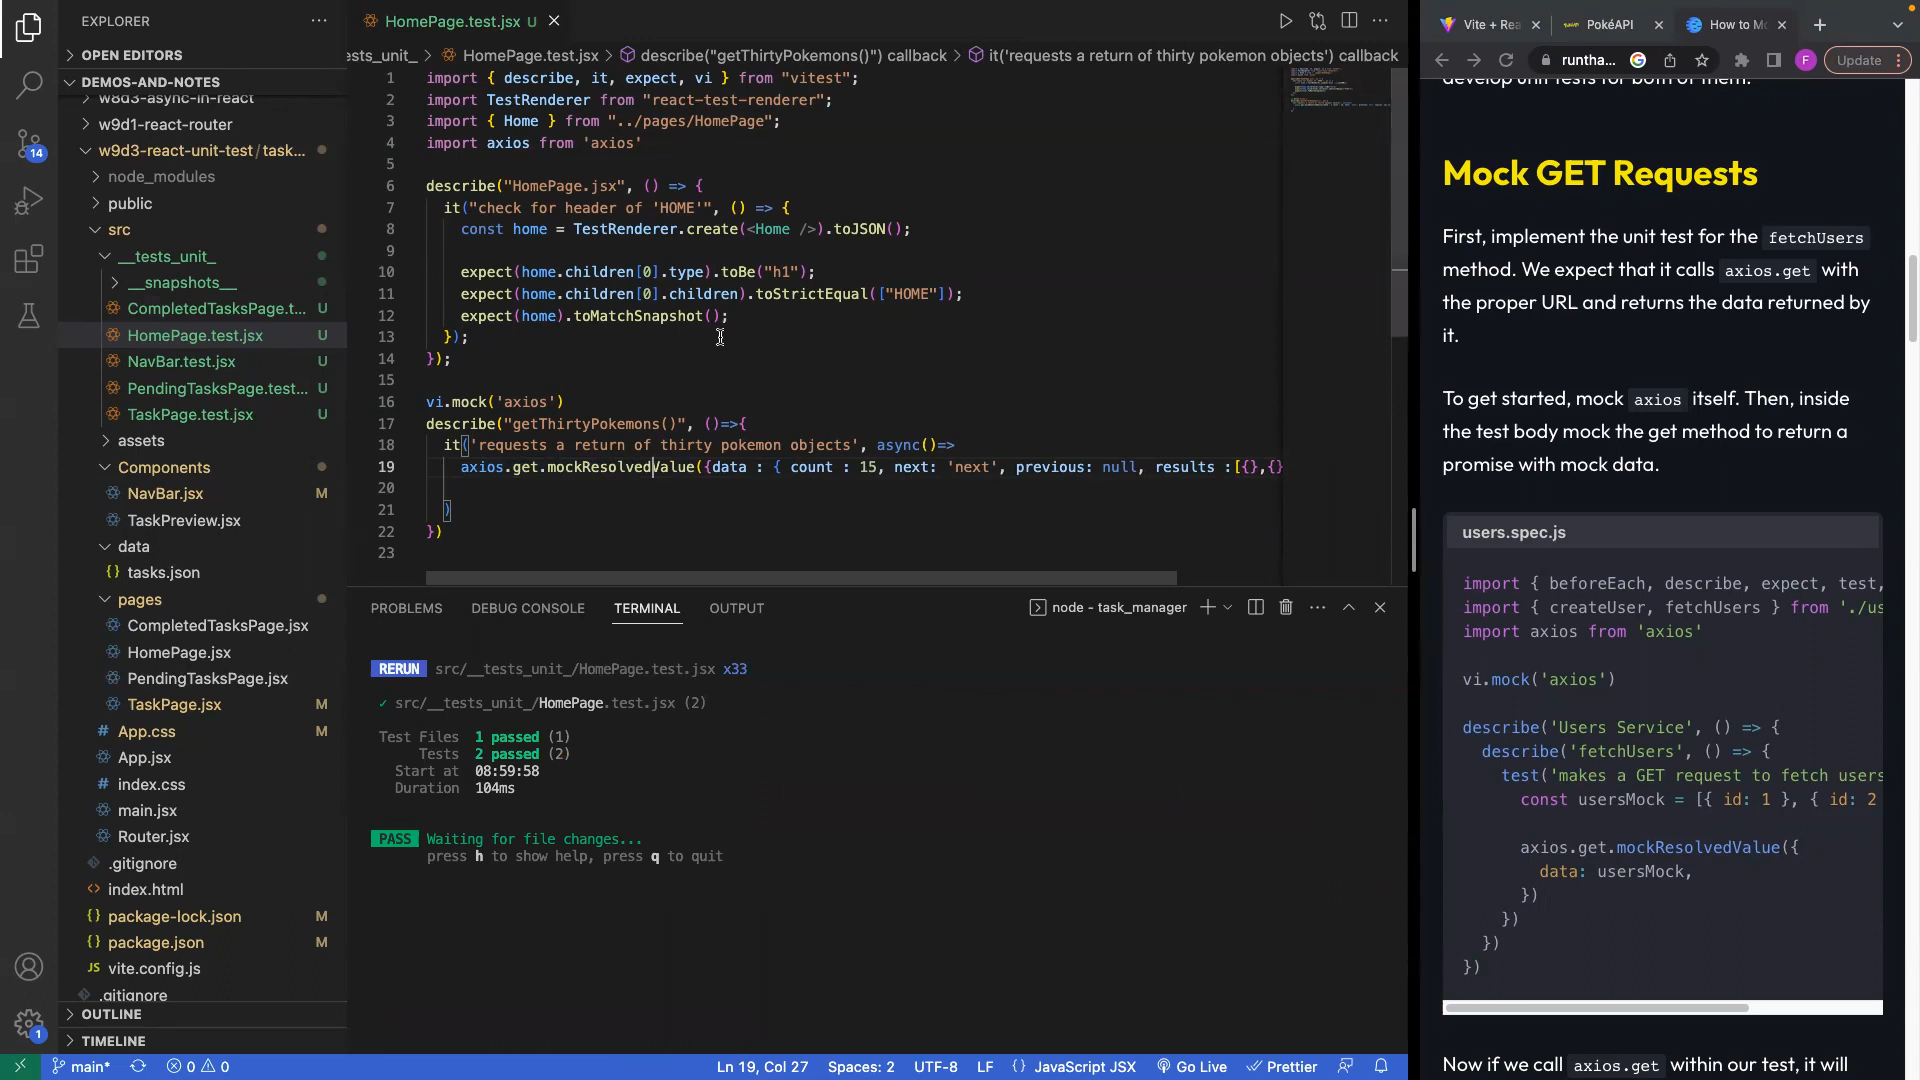 EXPLORER
OPEN EDITORS
DEMOS-AND-NOTES
w8d3-async-in-react
w9d1-react-router
w9d3-react-unit-test/task...
node_modules
public
src
__tests_unit_
__snapshots__
CompletedTasksPage.t... U
HomePage.test.jsx U
NavBar.test.jsx U
PendingTasksPage.test... U
TaskPage.test.jsx U
assets
Components
NavBar.jsx M
TaskPreview.jsx
data
tasks.json
pages
CompletedTasksPage.jsx
HomePage.jsx
PendingTasksPage.jsx
TaskPage.jsx M
App.css M
App.jsx
index.css
main.jsx
Router.jsx
.gitignore
index.html
package-lock.json M
package.json M
vite.config.js
.gitignore
OUTLINE
TIMELINE
14
1
HomePage.test.jsx U
ests_unit_ > HomePage.test.jsx > describe("getThirtyPokemons()") callback > it('requests a return of thirty pokemon objects') callback
1 import { describe, it, expect, vi } from "vitest";
2 import TestRenderer from "react-test-renderer";
3 import { Home } from "../pages/HomePage";
4 import axios from 'axios'
5
6 describe("HomePage.jsx", () => {
7 it("check for header of 'HOME'", () => {
8 const home = TestRenderer.create(<Home />).toJSON();
9
10 expect(home.children[0].type).toBe("h1");
11 expect(home.children[0].children).toStrictEqual(["HOME"]);
12 expect(home).toMatchSnapshot();
13 });
14 });
15
16 vi.mock('axios')
17 describe("getThirtyPokemons()", ()=>{
18 it('requests a return of thirty pokemon objects', async()=>
19 axios.get.mockResolvedValue({data : { count : 15, next: 'next', previous: null, results :[{},{}
20
21 )
22 })
23
PROBLEMS DEBUG CONSOLE TERMINAL OUTPUT
node - task_manager
RERUN src/__tests_unit_/HomePage.test.jsx x33
✓ src/__tests_unit_/HomePage.test.jsx (2)
Test Files 1 passed (1)
Tests 2 passed (2)
Start at 08:59:58
Duration 104ms
PASS Waiting for file changes...
press h to show help, press q to quit
main* 0 0 Ln 19, Col 27 Spaces: 2 UTF-8 LF {} JavaScript JSX Go Live Prettier
Vite + Rea PokéAPI How to Mo
runtha... F Update
develop unit tests for both of them.
Mock GET Requests
First, implement the unit test for the fetchUsers
method. We expect that it calls axios.get with
the proper URL and returns the data returned by
it.
To get started, mock axios itself. Then, inside
the test body mock the get method to return a
promise with mock data.
users.spec.js
import { beforeEach, describe, expect, test,
import { createUser, fetchUsers } from './us
import axios from 'axios'
vi.mock('axios')
describe('Users Service', () => {
describe('fetchUsers', () => {
test('makes a GET request to fetch users
const usersMock = [{ id: 1 }, { id: 2
axios.get.mockResolvedValue({
data: usersMock,
})
})
})
})
Now if we call axios.get within our test, it will